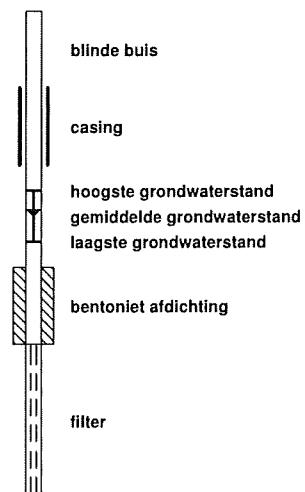 blinde buis
casing
hoogste grondwaterstand
gemiddelde grondwaterstand
laagste grondwaterstand
bentoniet afdichting
filter